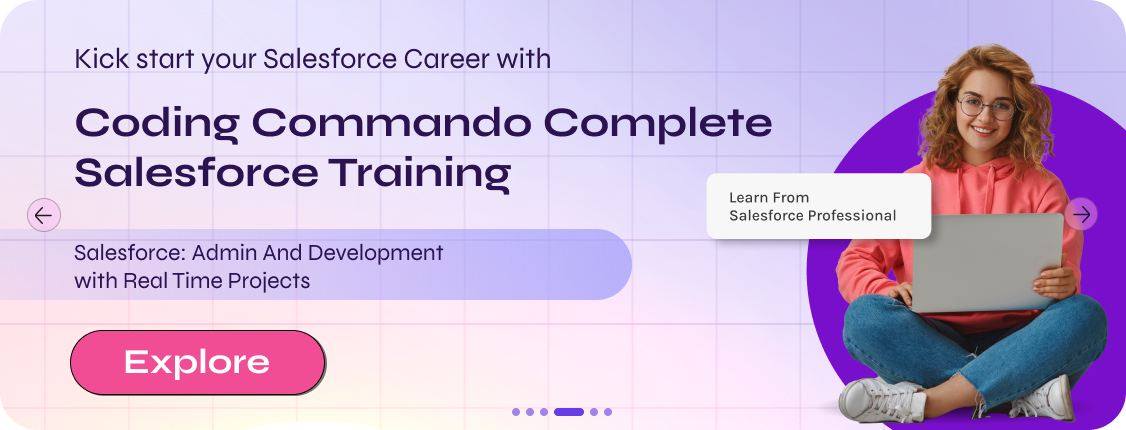 Kick start your Salesforce Career with
Coding Commando Complete
Salesforce Training
Learn From
Salesforce Professional
Salesforce: Admin And Development
with Real Time Projects
Explore